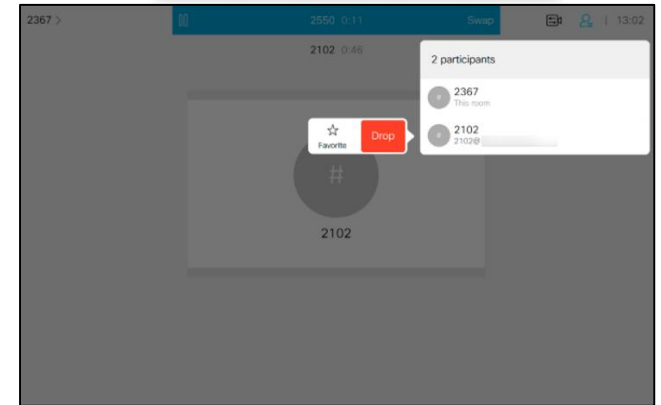 2367 >
2550 0:11
Swap
13:02
2102 0:46
2 participants
#
2367
This room
#
2102
2102@
Favorite
Drop
#
2102